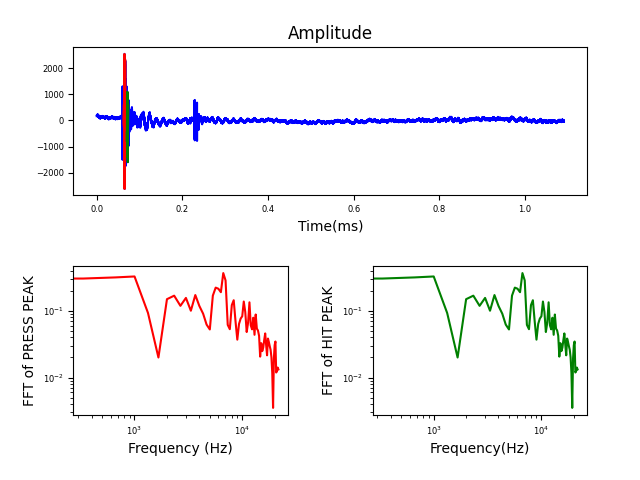 Amplitude
2000
1000
0
−1000
−2000
0.0 0.2 0.4 0.6 0.8 1.0
Time(ms)
FFT of PRESS PEAK
10⁻¹
10⁻²
10³ 10⁴
Frequency (Hz)
FFT of HIT PEAK
10⁻¹
10⁻²
10³ 10⁴
Frequency(Hz)